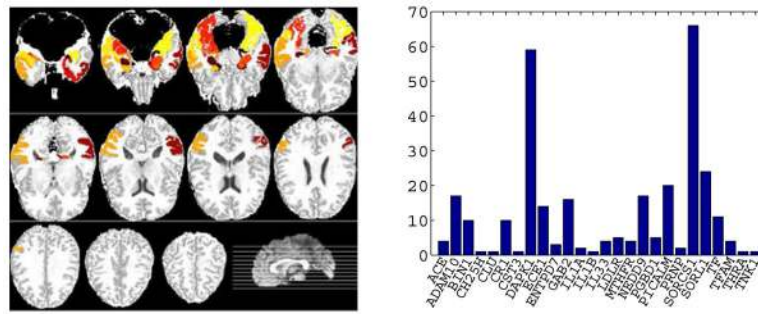 70
60
50
40
30
20
10
0
ACE
ADAM10
BIN1
CH25H
CLU
CR1
CST3
DAPK1
ECE1
ENTPD7
GAB2
IL1A
IL33
LDLR
MTHFR
NEDD9
PGBD1
PICALM
PRNP
SORCS1
SORL1
TF
TFAM
THRA
TNK1